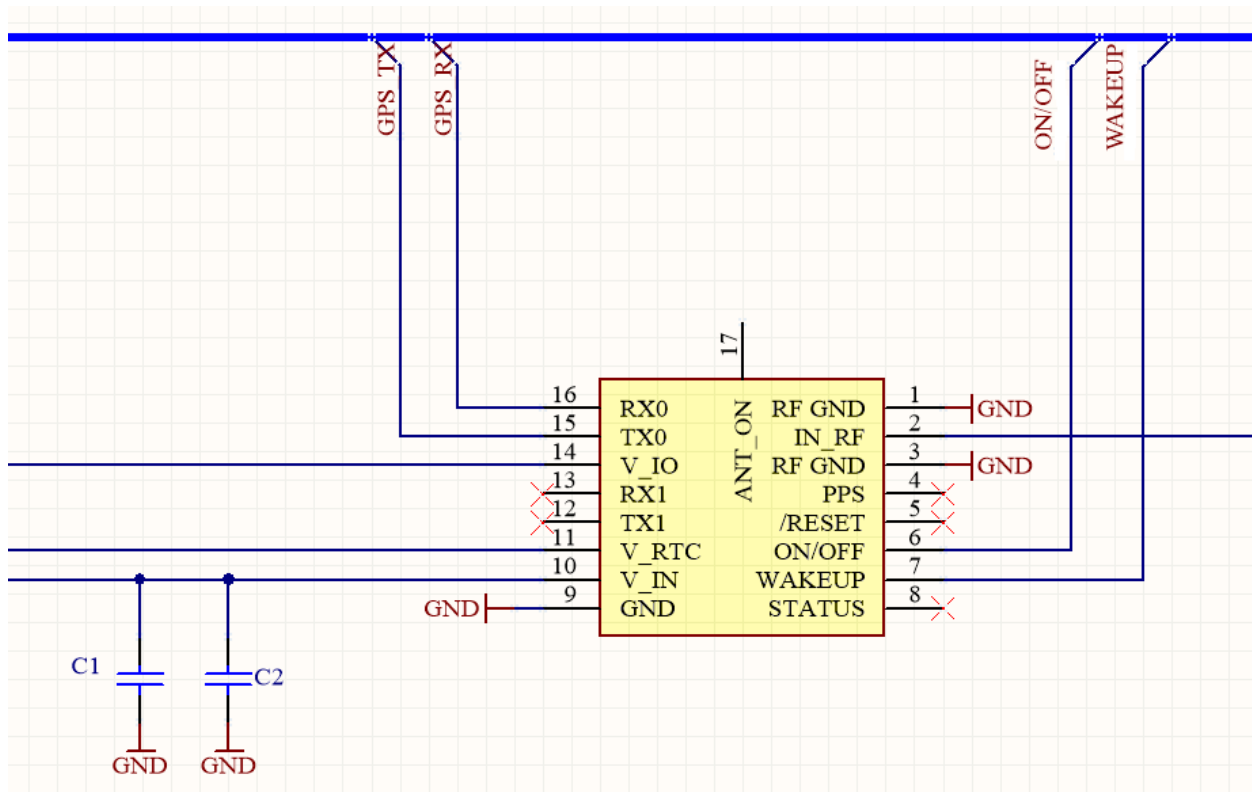 GPS TX
GPS RX
ON/OFF
WAKEUP
17
ANT_ON
16 RX0 RF GND 1 GND
15 TX0 IN_RF 2
14 V_IO RF GND 3 GND
13 RX1 PPS 4
12 TX1 /RESET 5
11 V_RTC ON/OFF 6
10 V_IN WAKEUP 7
GND 9 GND STATUS 8
C1 C2
GND GND